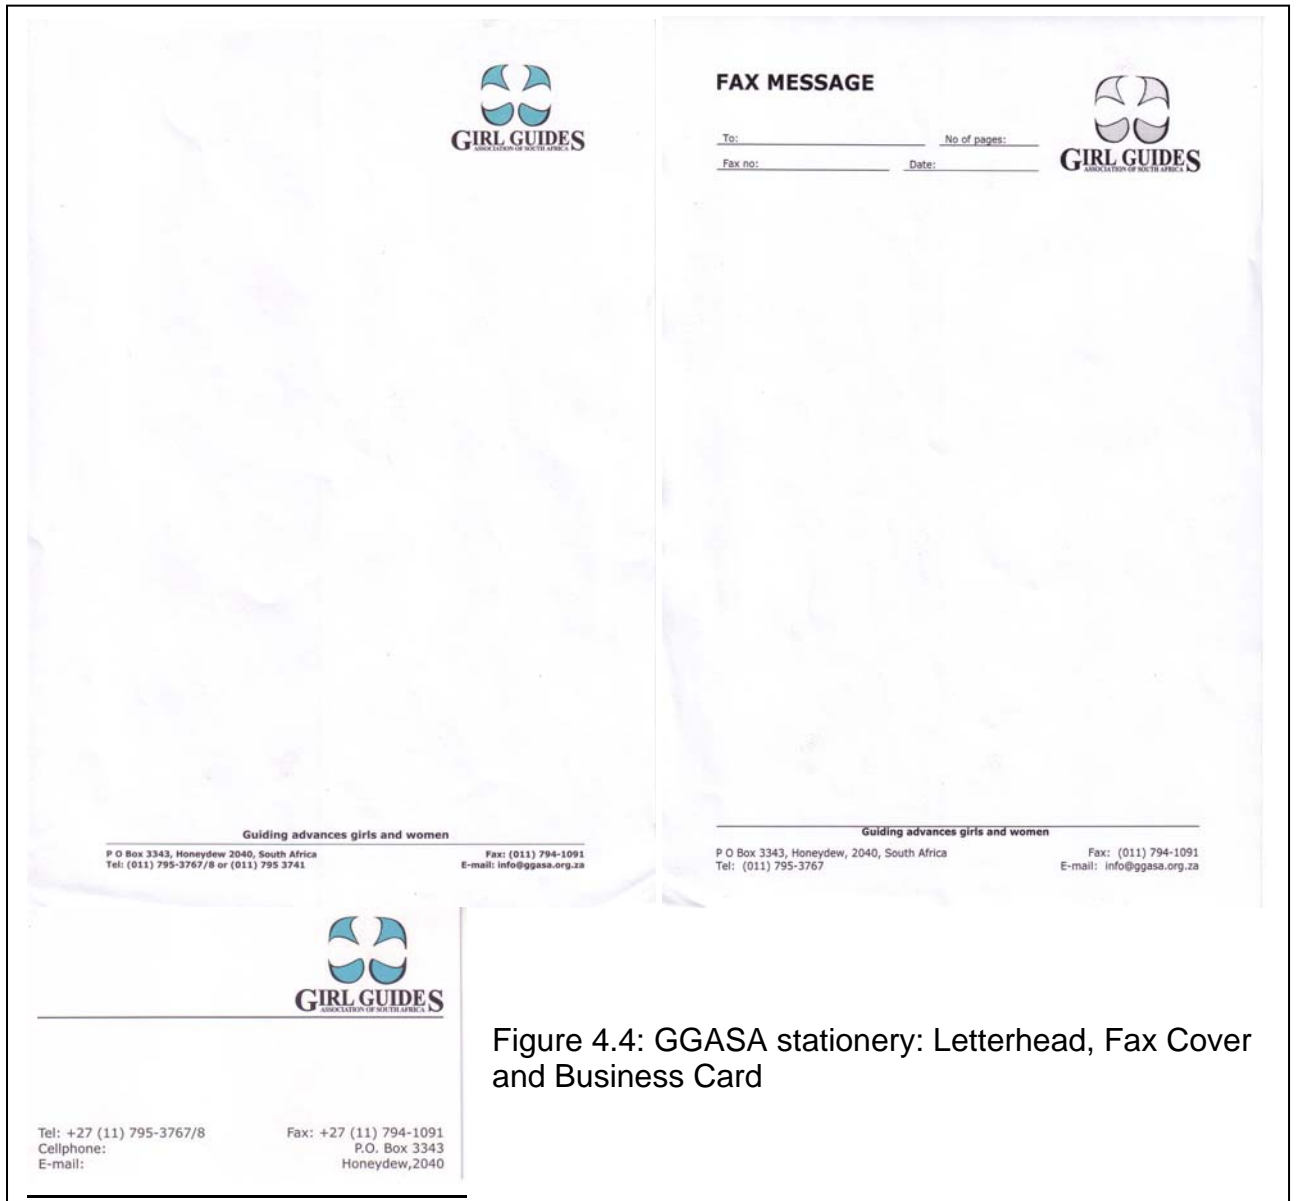 GIRL GUIDES
ASSOCIATION OF SOUTH AFRICA
Guiding advances girls and women
P O Box 3343, Honeydew 2040, South Africa
Tel: (011) 795-3767/8 or (011) 795 3741
Fax: (011) 794-1091
E-mail: info@ggasa.org.za
FAX MESSAGE
To:
No of pages:
Fax no:
Date:
GIRL GUIDES
ASSOCIATION OF SOUTH AFRICA
Guiding advances girls and women
P O Box 3343, Honeydew, 2040, South Africa
Tel: (011) 795-3767
Fax: (011) 794-1091
E-mail: info@ggasa.org.za
GIRL GUIDES
ASSOCIATION OF SOUTH AFRICA
Tel: +27 (11) 795-3767/8
Cellphone:
E-mail:
Fax: +27 (11) 794-1091
P.O. Box 3343
Honeydew,2040
Figure 4.4: GGASA stationery: Letterhead, Fax Cover
and Business Card